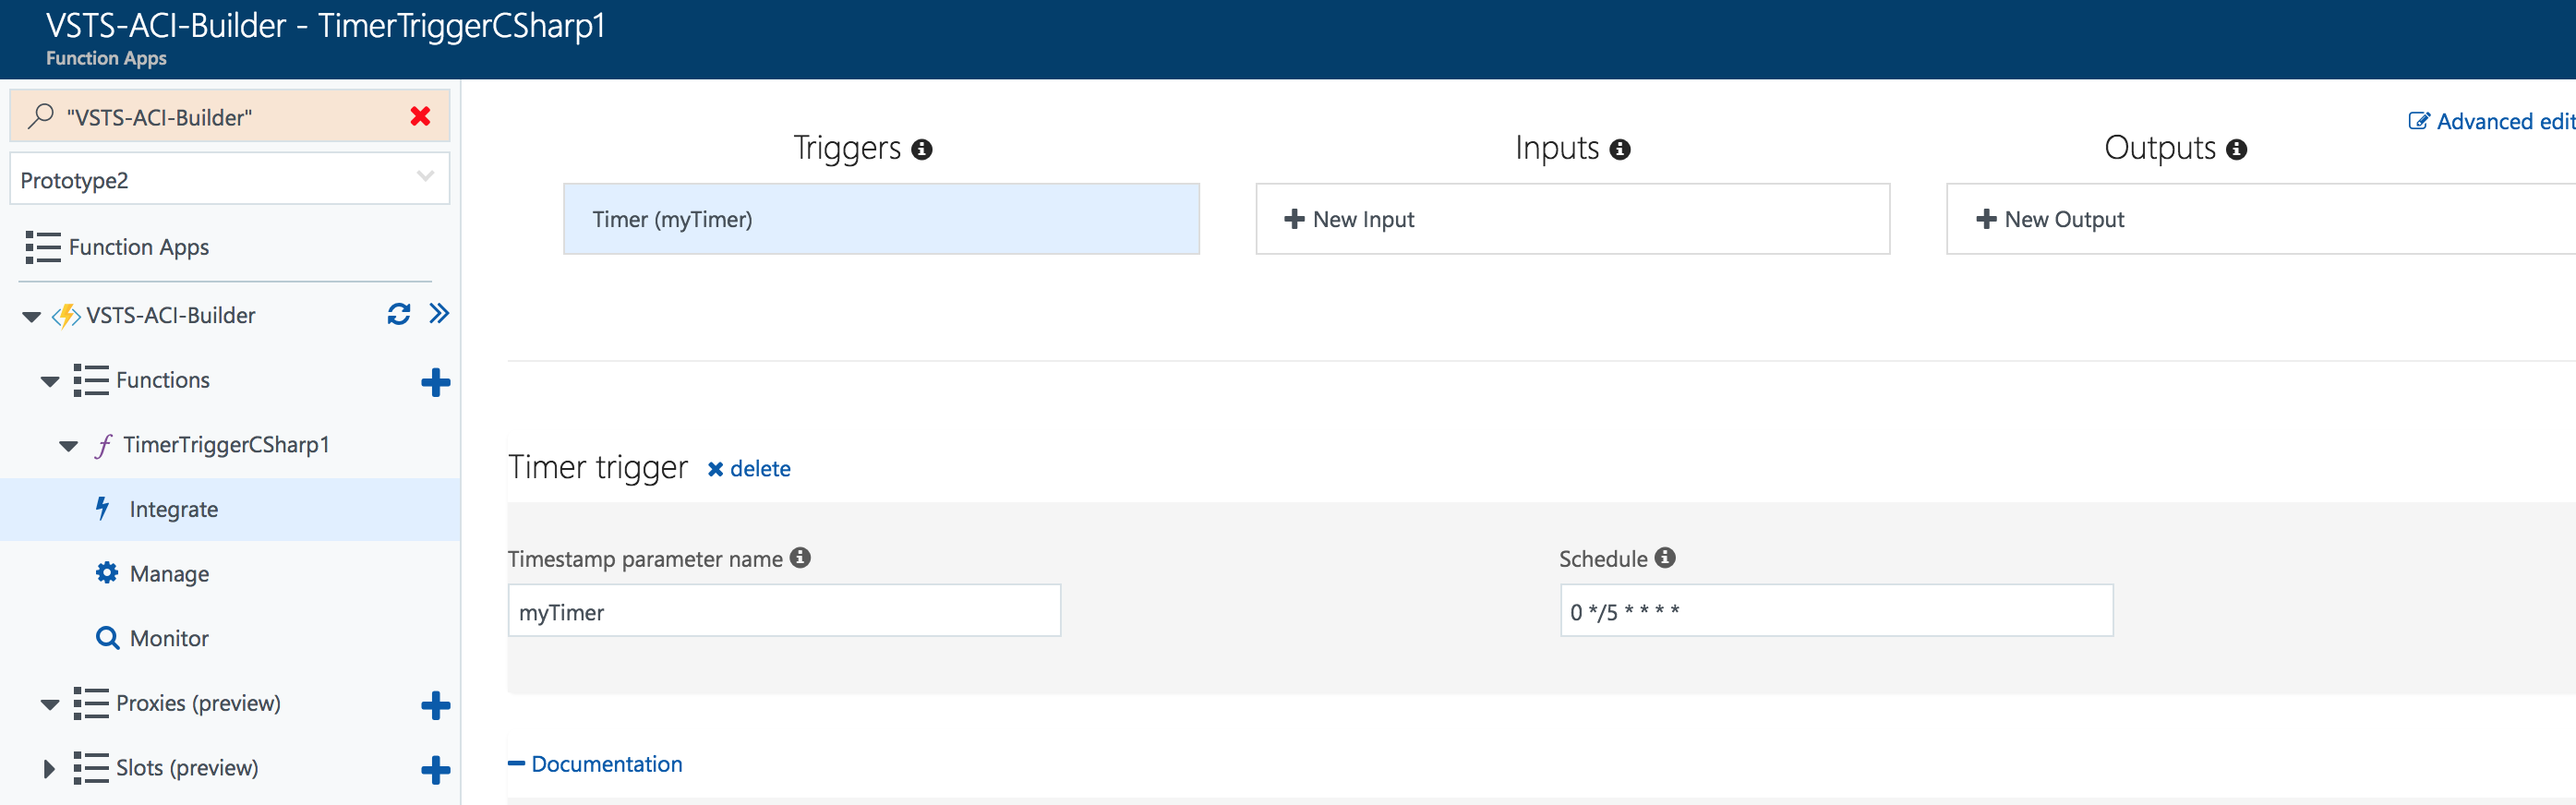 VSTS-ACI-Builder - TimerTriggerCSharp1
Function Apps
"VSTS-ACI-Builder"
Prototype2
Function Apps
VSTS-ACI-Builder
Functions
TimerTriggerCSharp1
Integrate
Manage
Monitor
Proxies (preview)
Slots (preview)
Advanced edit
Triggers
Inputs
Outputs
Timer (myTimer)
New Input
New Output
Timer trigger delete
Timestamp parameter name
Schedule
myTimer
0 */5 * * * *
Documentation